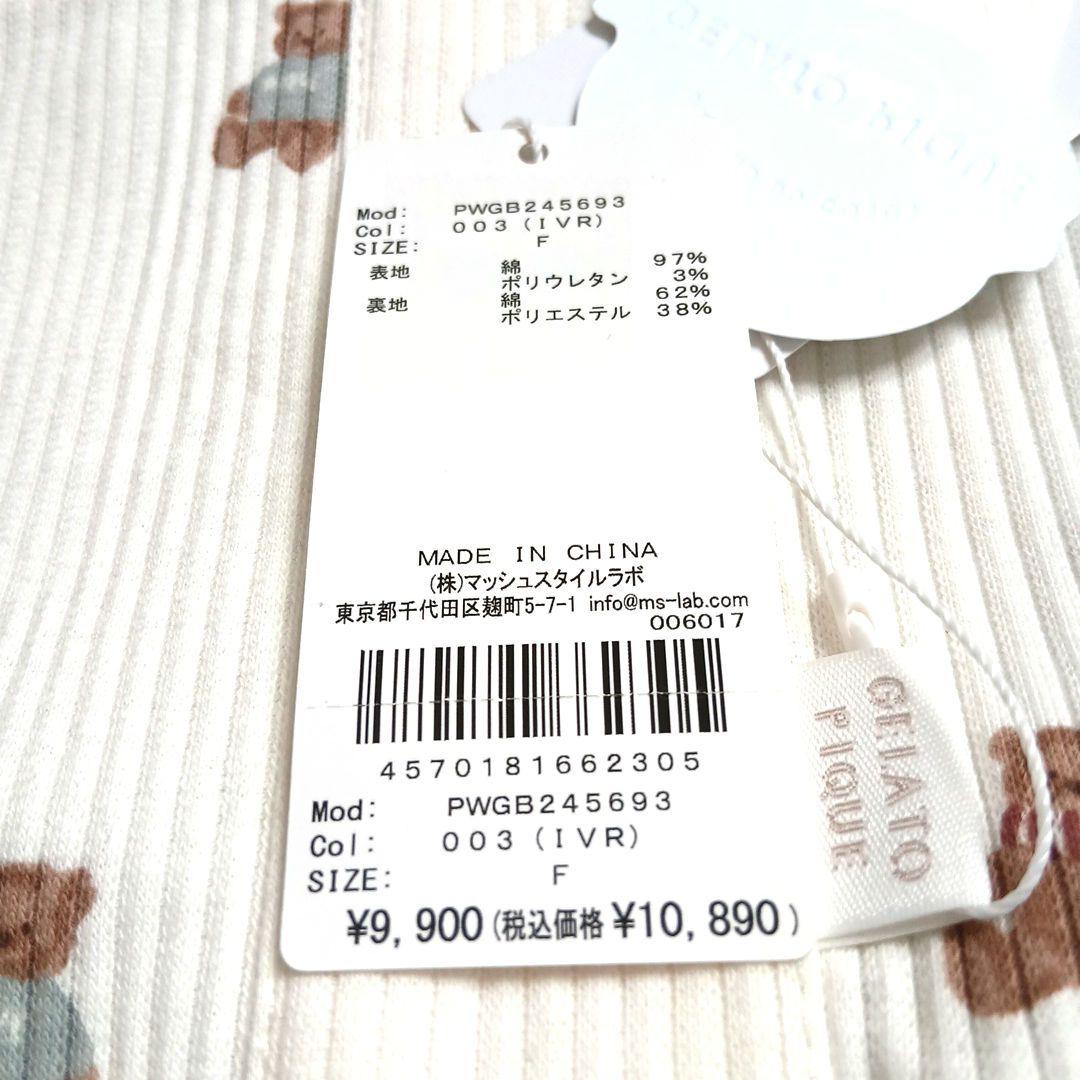 Mod: PWGB245693
Col: 003(IVR)
SIZE: F
表地 綿 97%
ポリウレタン 3%
裏地 綿 62%
ポリエステル 38%
MADE IN CHINA
(株)マッシュスタイルラボ
東京都千代田区麹町5-7-1 info@ms-lab.com
006017
4570181662305
Mod: PWGB245693
Col: 003(IVR)
SIZE: F
¥9,900(税込価格¥10,890)
GELATO
PIQUE